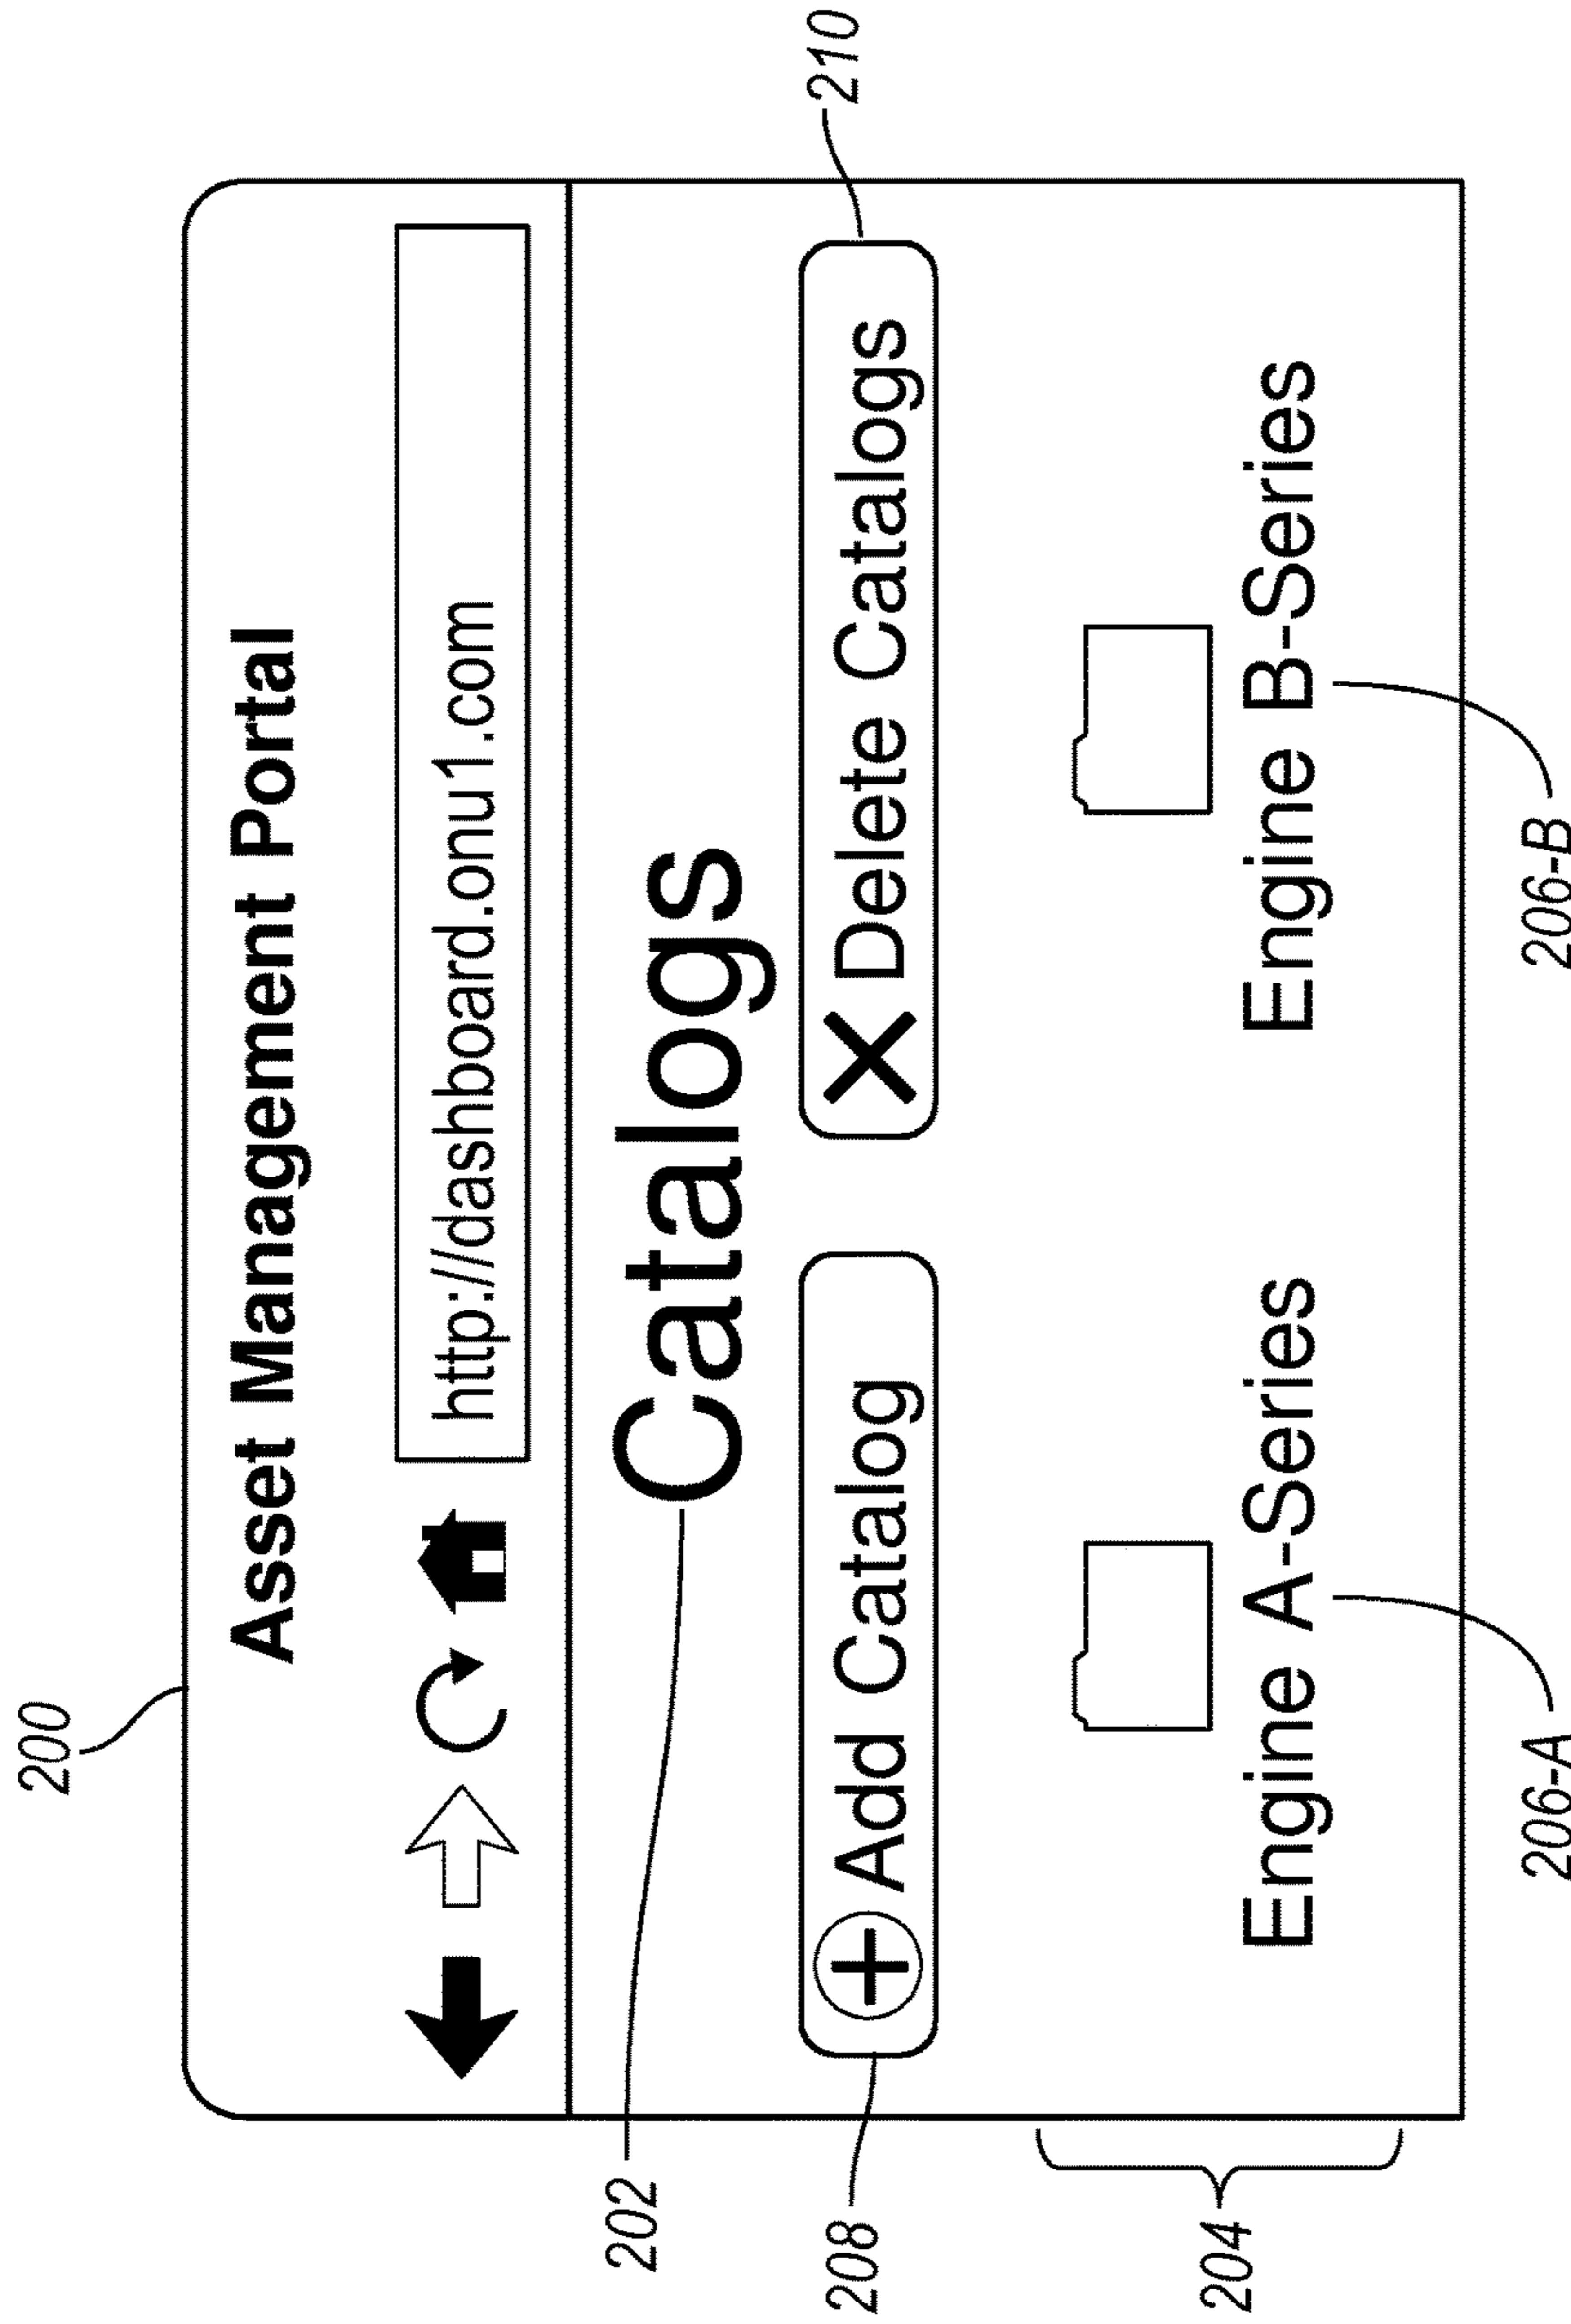 200
Asset Management Portal
http://dashboard.onu1.com
202
Catalogs
208
Add Catalog
Delete Catalogs
210
204
Engine A-Series
Engine B-Series
206-A
206-B